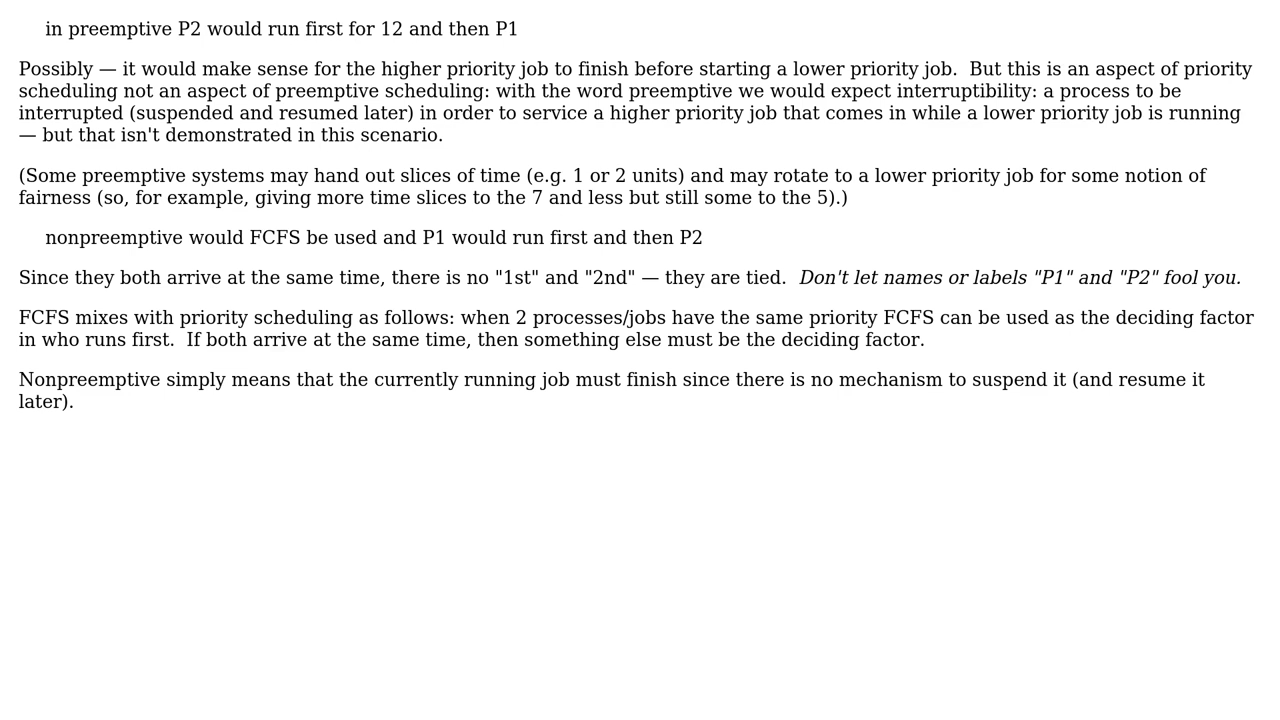 in preemptive P2 would run first for 12 and then P1
Possibly — it would make sense for the higher priority job to finish before starting a lower priority job.  But this is an aspect of priority
scheduling not an aspect of preemptive scheduling: with the word preemptive we would expect interruptibility: a process to be
interrupted (suspended and resumed later) in order to service a higher priority job that comes in while a lower priority job is running
— but that isn't demonstrated in this scenario.
(Some preemptive systems may hand out slices of time (e.g. 1 or 2 units) and may rotate to a lower priority job for some notion of
fairness (so, for example, giving more time slices to the 7 and less but still some to the 5).)
nonpreemptive would FCFS be used and P1 would run first and then P2
Since they both arrive at the same time, there is no "1st" and "2nd" — they are tied.  Don't let names or labels "P1" and "P2" fool you.
FCFS mixes with priority scheduling as follows: when 2 processes/jobs have the same priority FCFS can be used as the deciding factor
in who runs first.  If both arrive at the same time, then something else must be the deciding factor.
Nonpreemptive simply means that the currently running job must finish since there is no mechanism to suspend it (and resume it
later).